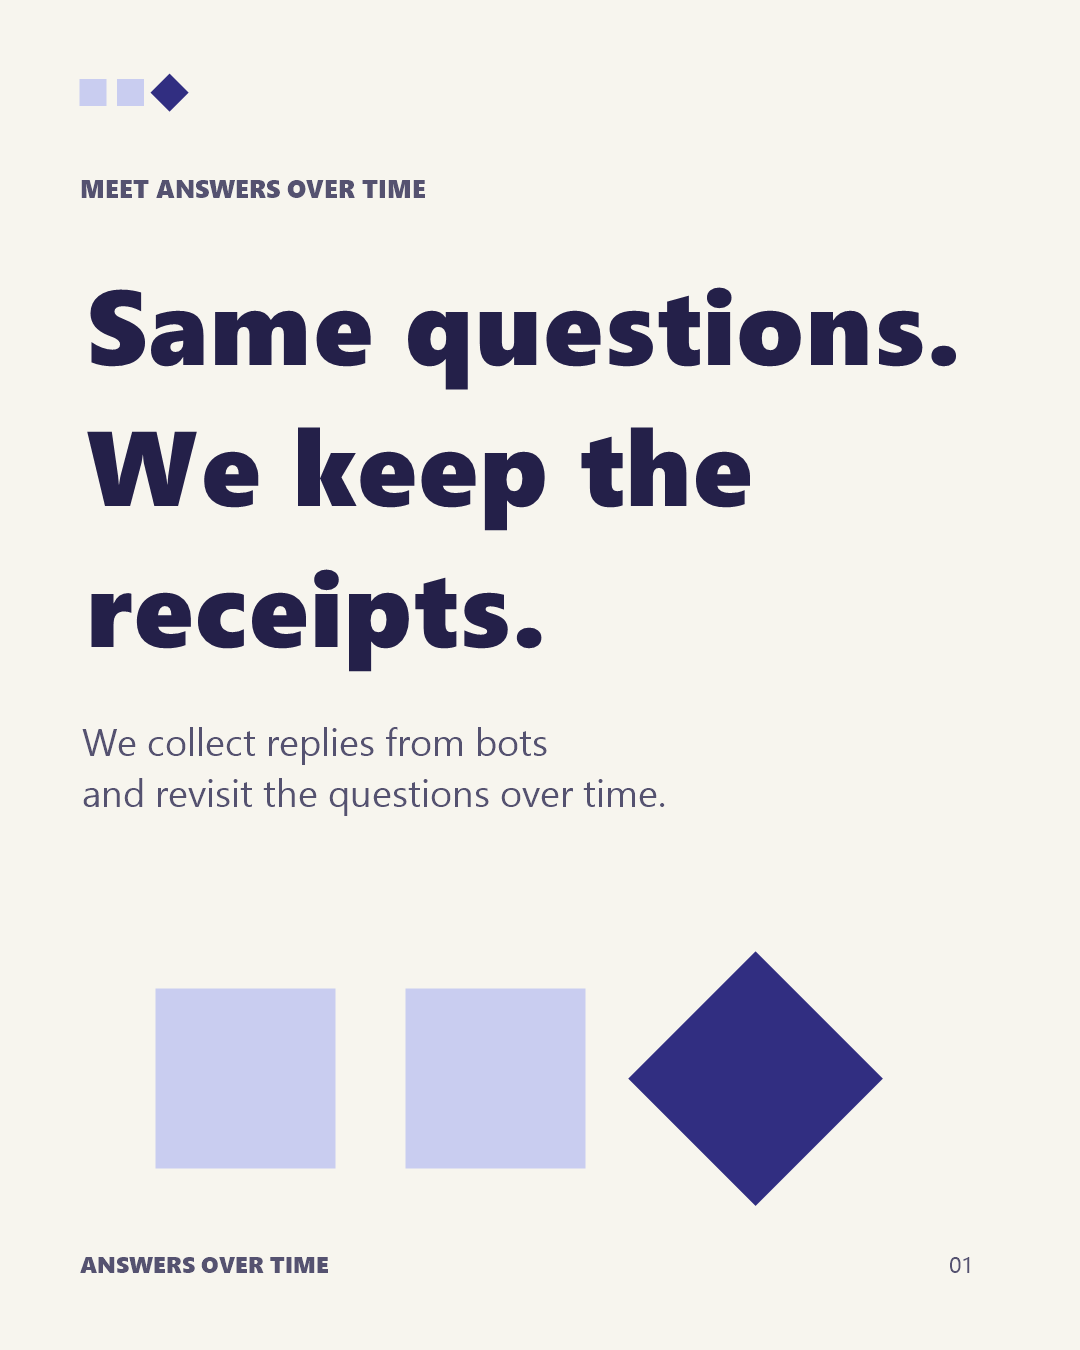 MEET ANSWERS OVER TIME
Same questions.
We keep the
receipts.
We collect replies from bots
and revisit the questions over time.
ANSWERS OVER TIME
01